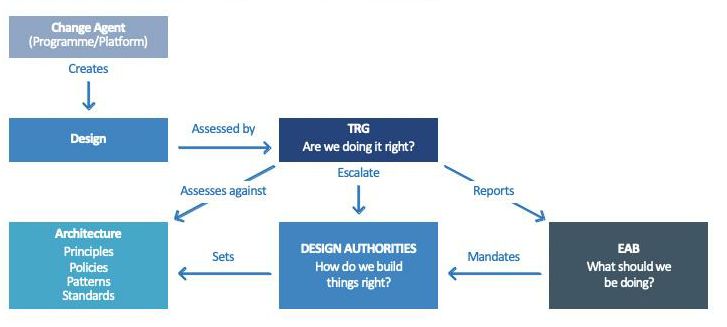 Change Agent
(Programme/Platform)
Creates
Design
Assessed by
TRG
Are we doing it right?
Assesses against
Escalate
Reports
Architecture
Principles
Policies
Patterns
Standards
Sets
DESIGN AUTHORITIES
How do we build
things right?
Mandates
EAB
What should we
be doing?